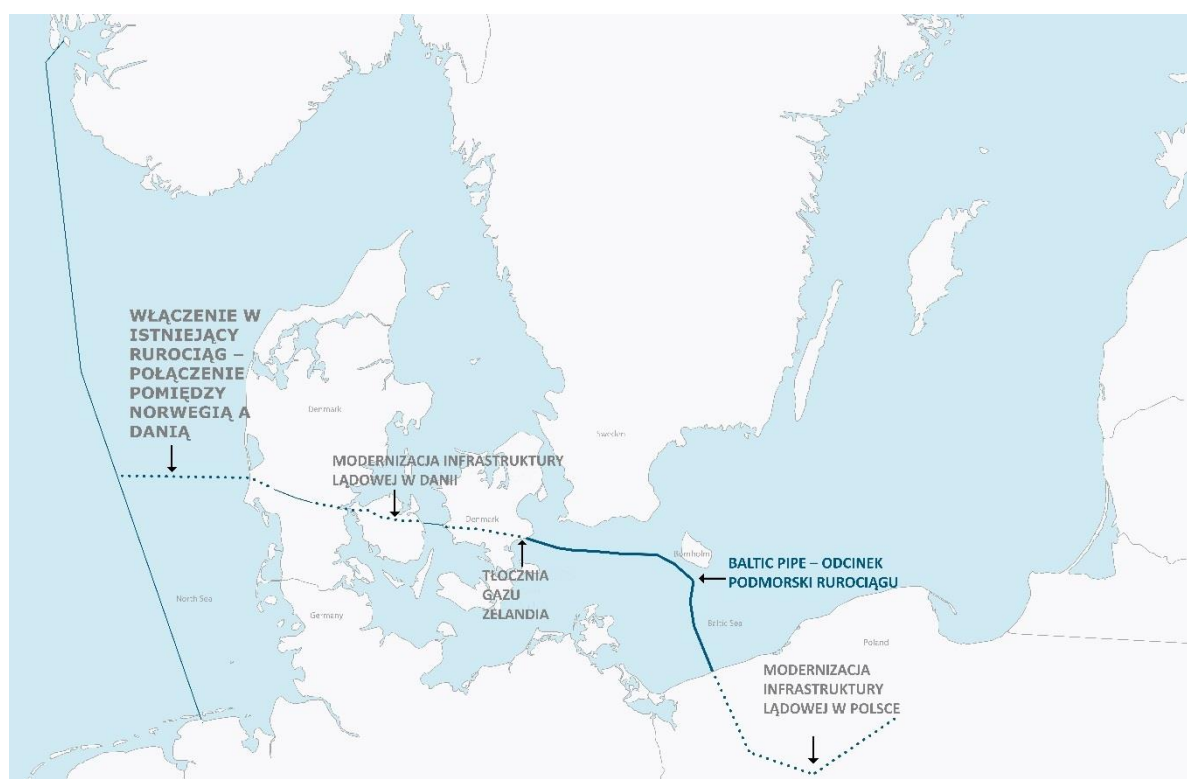 WŁĄCZENIE W
ISTNIEJĄCY
RUROCIĄG –
POŁĄCZENIE
POMIĘDZY
NORWEGIĄ A
DANIĄ
Denmark
MODERNIZACJA INFRASTRUKTURY
LĄDOWEJ W DANII
Sweden
Denmark
Bornholm
BALTIC PIPE – ODCINEK
PODMORSKI RUROCIĄGU
TŁOCZNIA
GAZU
ZELANDIA
North Sea
Germany
Baltic Sea
Poland
MODERNIZACJA
INFRASTRUKTURY
LĄDOWEJ W POLSCE